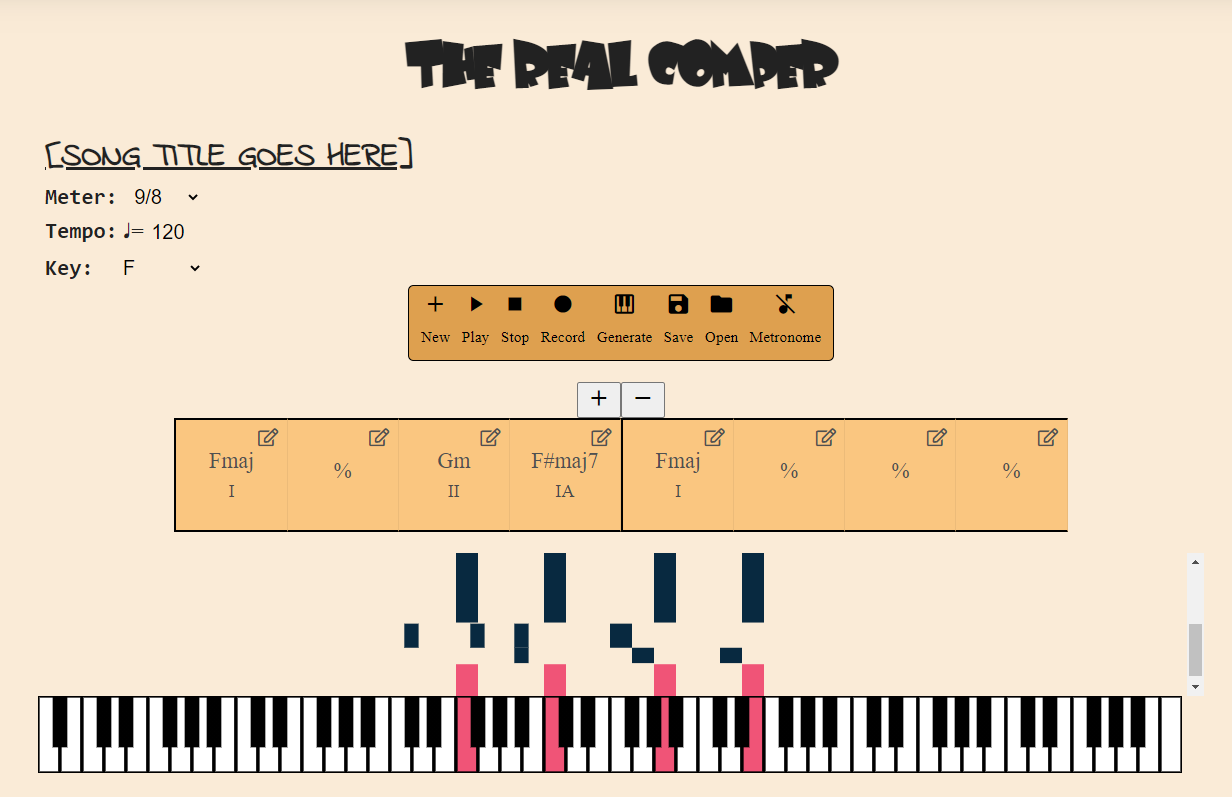 THE REAL COMPER
[SONG TITLE GOES HERE]
Meter: 9/8
Tempo: ♩= 120
Key: F
New Play Stop Record Generate Save Open Metronome
+ −
Fmaj % Gm F#maj7 Fmaj % % %
I II IA I